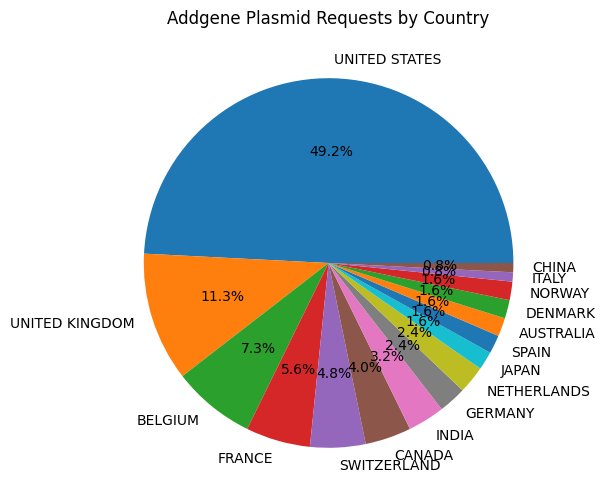 Addgene Plasmid Requests by Country
UNITED STATES
49.2%
UNITED KINGDOM
11.3%
BELGIUM
7.3%
FRANCE
5.6%
SWITZERLAND
4.8%
CANADA
4.0%
INDIA
3.2%
GERMANY
2.4%
NETHERLANDS
2.4%
JAPAN
1.6%
SPAIN
1.6%
AUSTRALIA
1.6%
DENMARK
1.6%
NORWAY
1.6%
ITALY
0.8%
CHINA
0.8%